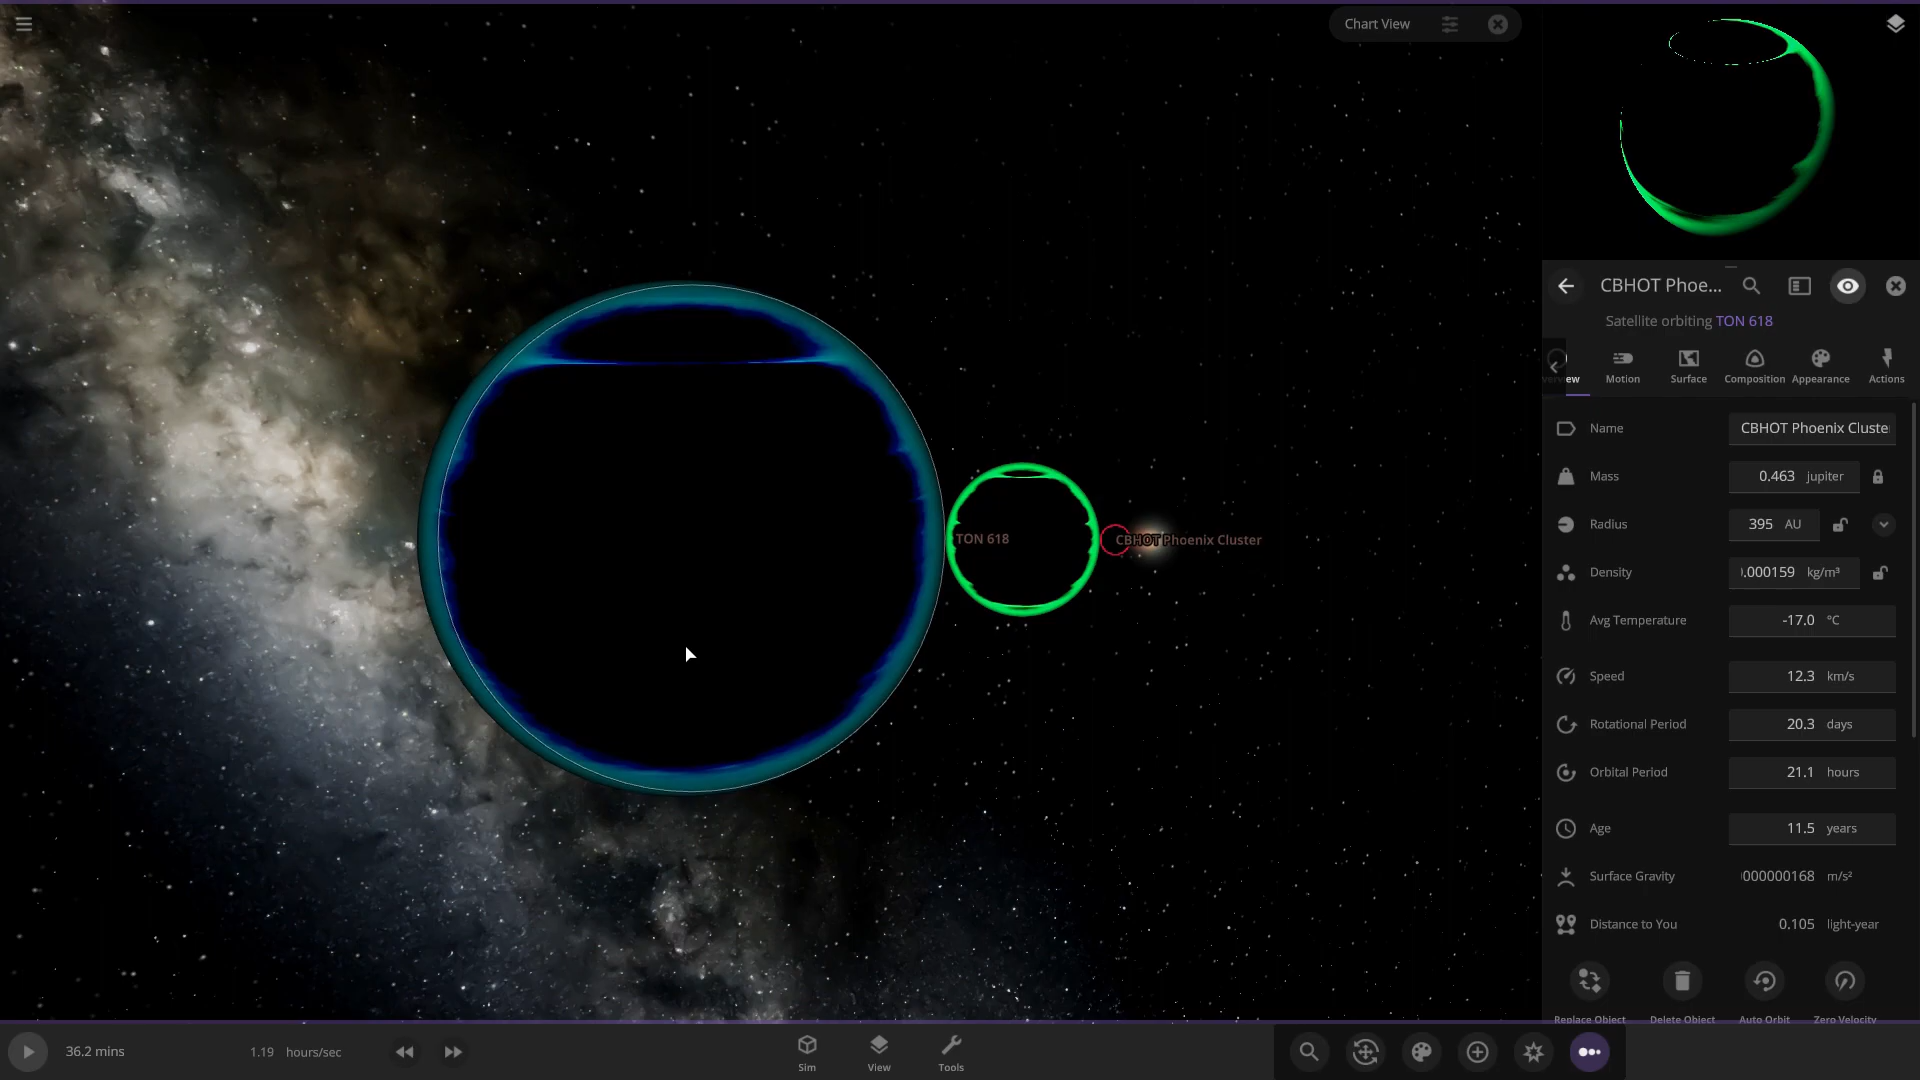 Chart View
CBHOT Phoe...
Satellite orbiting TON 618
Motion
Surface
Composition
Appearance
Actions
Name
CBHOT Phoenix Cluste
Mass
0.463 jupiter
Radius
395 AU
Density
.000159 kg/m³
Avg Temperature
-17.0 °C
Speed
12.3 km/s
Rotational Period
20.3 days
Orbital Period
21.1 hours
Age
11.5 years
Surface Gravity
000000168 m/s²
Distance to You
0.105 light-year
Replace Object
Delete Object
Auto Orbit
Zero Velocity
TON 618
CBHOT Phoenix Cluster
36.2 mins
1.19 hours/sec
Sim
View
Tools